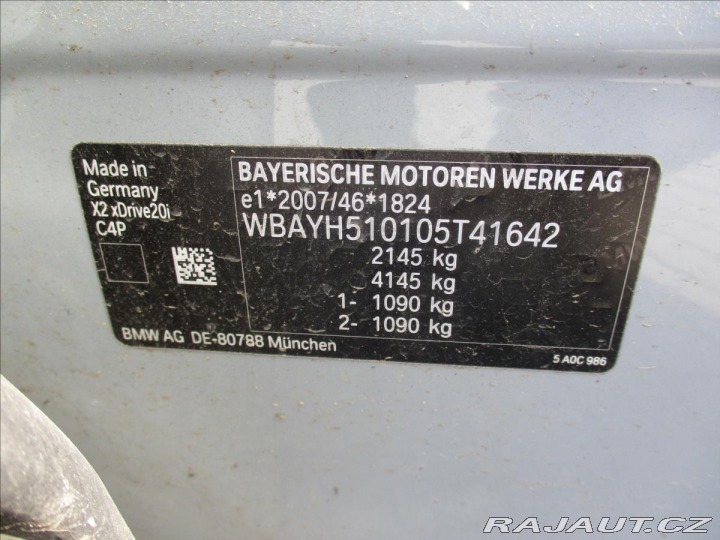 Made in
Germany
X2 xDrive20i
C4P
BAYERISCHE MOTOREN WERKE AG
e1*2007/46*1824
WBAYH510105T41642
2145 kg
4145 kg
1- 1090 kg
2- 1090 kg
BMW AG DE-80788 München
5 A0C 986
RAJAUT.CZ